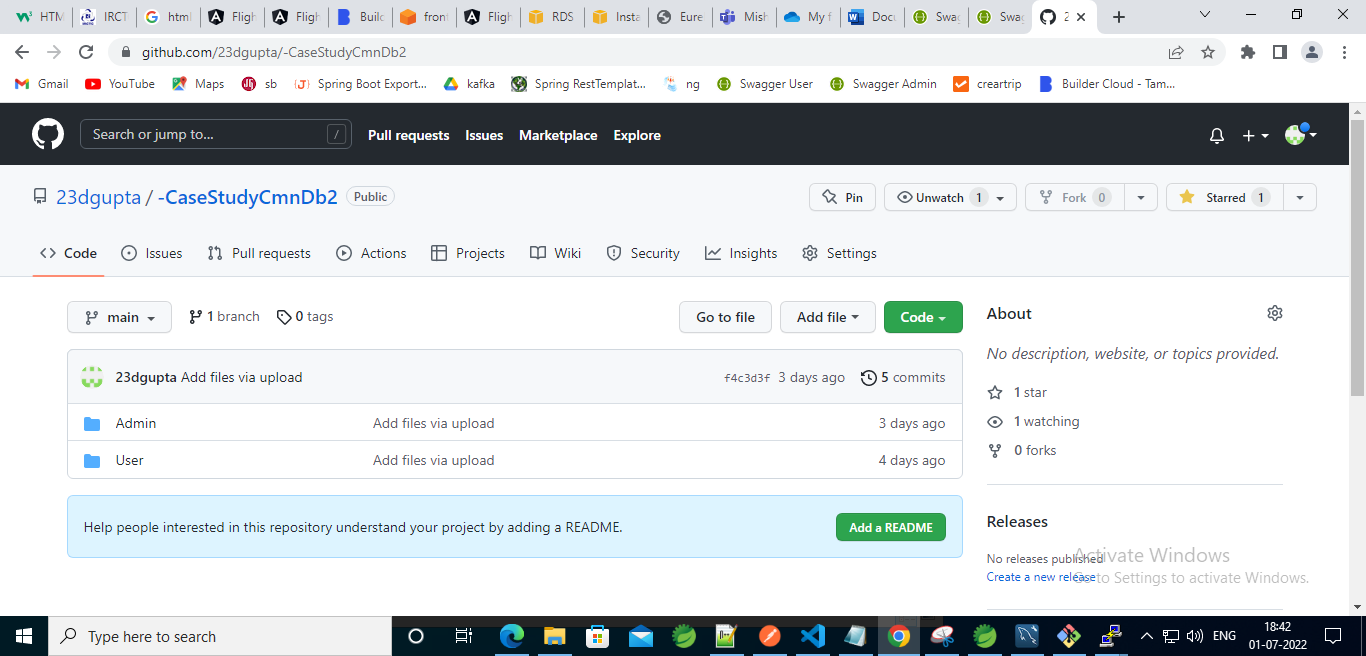 HTM IRCT html Fligh Fligh Build fron Fligh RDS Insta Eure Mish My f Docu Swag Swag 2
github.com/23dgupta/-CaseStudyCmnDb2
Gmail YouTube Maps sb Spring Boot Export... kafka Spring RestTemplat... ng Swagger User Swagger Admin creartrip Builder Cloud - Tam...
Search or jump to... / Pull requests Issues Marketplace Explore
23dgupta / -CaseStudyCmnDb2 Public Pin Unwatch 1 Fork 0 Starred 1
Code Issues Pull requests Actions Projects Wiki Security Insights Settings
main 1 branch 0 tags Go to file Add file Code
23dgupta Add files via upload f4c3d3f 3 days ago 5 commits
Admin Add files via upload 3 days ago
User Add files via upload 4 days ago
Help people interested in this repository understand your project by adding a README. Add a README
About
No description, website, or topics provided.
1 star
1 watching
0 forks
Releases
No releases published
Create a new release
Activate Windows
Go to Settings to activate Windows.
Type here to search
ENG
18:42
01-07-2022